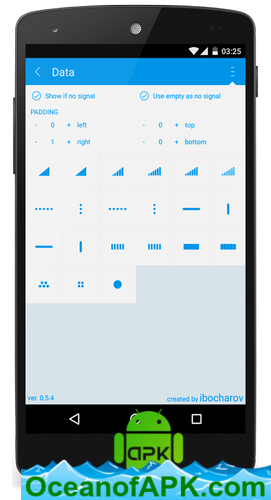 03:25
Data
Show if no signal Use empty as no signal
PADDING
- 0 + left - 0 + top
- 1 + right - 0 + bottom
ver. 0.5.4 created by ibocharov
APK
OceanofAPK.com